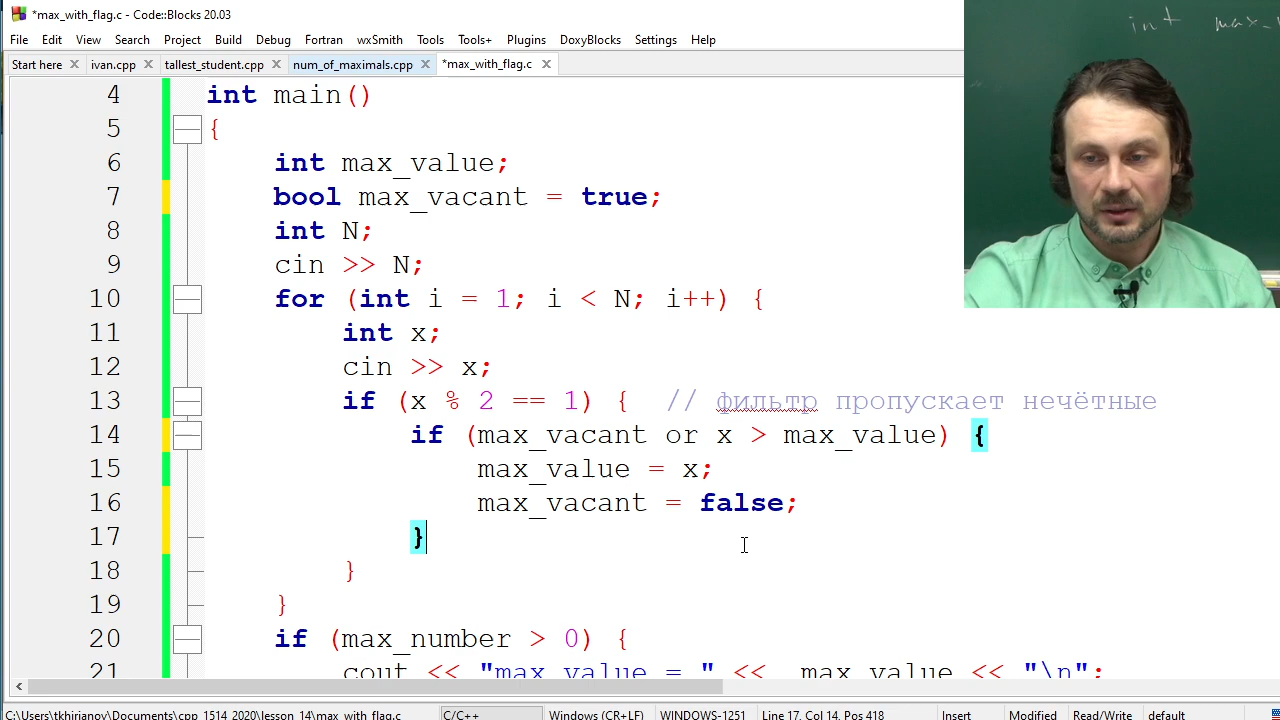 *max_with_flag.c - Code::Blocks 20.03
File Edit View Search Project Build Debug Fortran wxSmith Tools Tools+ Plugins DoxyBlocks Settings Help
Start here ivan.cpp tallest_student.cpp num_of_maximals.cpp *max_with_flag.c
int max_
4 int main()
5 {
6 int max_value;
7 bool max_vacant = true;
8 int N;
9 cin >> N;
10 for (int i = 1; i < N; i++) {
11 int x;
12 cin >> x;
13 if (x % 2 == 1) { // фильтр пропускает нечётные
14 if (max_vacant or x > max_value) {
15 max_value = x;
16 max_vacant = false;
17 }
18 }
19 }
20 if (max_number > 0) {
21 cout << "max_value = " << max_value << "\n";
C:\Users\tkhirianov\Documents\cpp_1514_2020\lesson_14\max_with_flag.c C/C++ Windows (CR+LF) WINDOWS-1251 Line 17, Col 14, Pos 418 Insert Modified Read/Write default